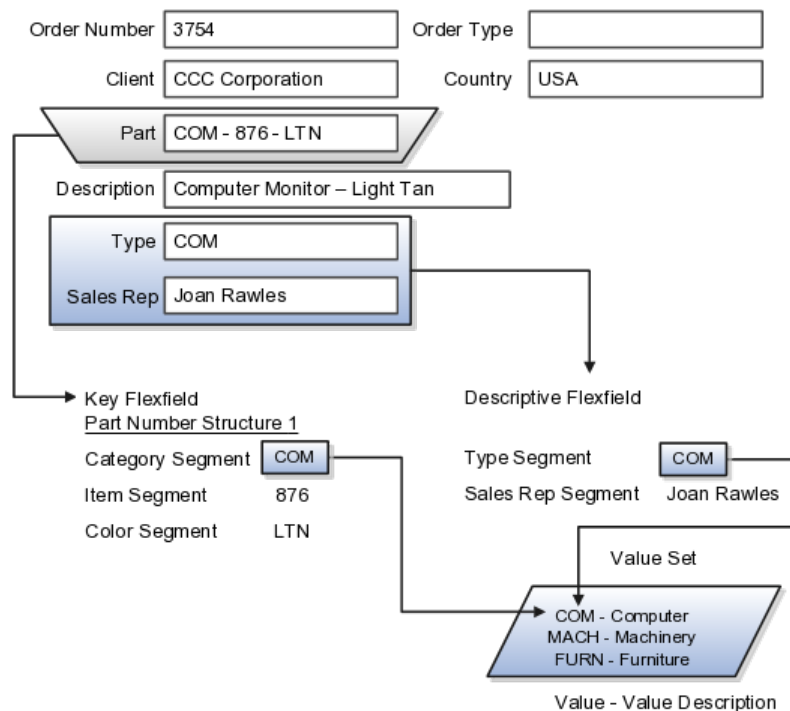 Order Number 3754 Order Type
Client CCC Corporation Country USA
Part COM - 876 - LTN
Description Computer Monitor – Light Tan
Type COM
Sales Rep Joan Rawles
Key Flexfield Descriptive Flexfield
Part Number Structure 1
Category Segment COM Type Segment COM
Item Segment 876 Sales Rep Segment Joan Rawles
Color Segment LTN
Value Set
COM - Computer
MACH - Machinery
FURN - Furniture
Value - Value Description